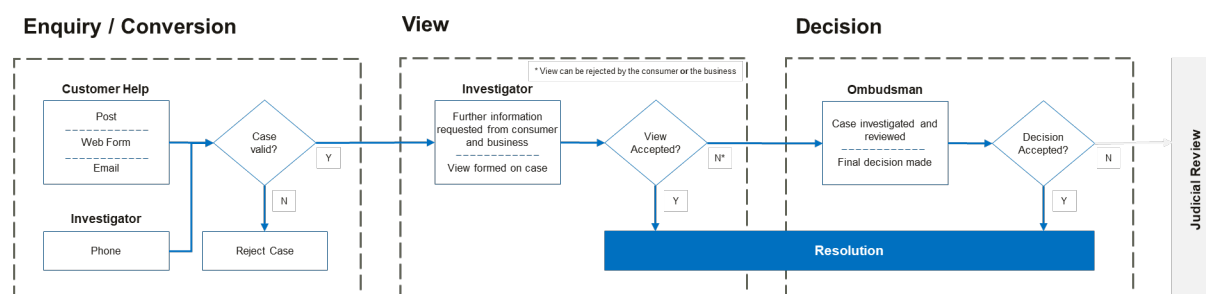 Enquiry / Conversion
View
Decision
* View can be rejected by the consumer or the business
Customer Help
Post
Web Form
Email
Case
valid?
Y
N
Investigator
Phone
Reject Case
Investigator
Further information
requested from consumer
and business
View formed on case
View
Accepted?
N*
Y
Ombudsman
Case investigated and
reviewed
Final decision made
Decision
Accepted?
N
Y
Resolution
Judicial Review